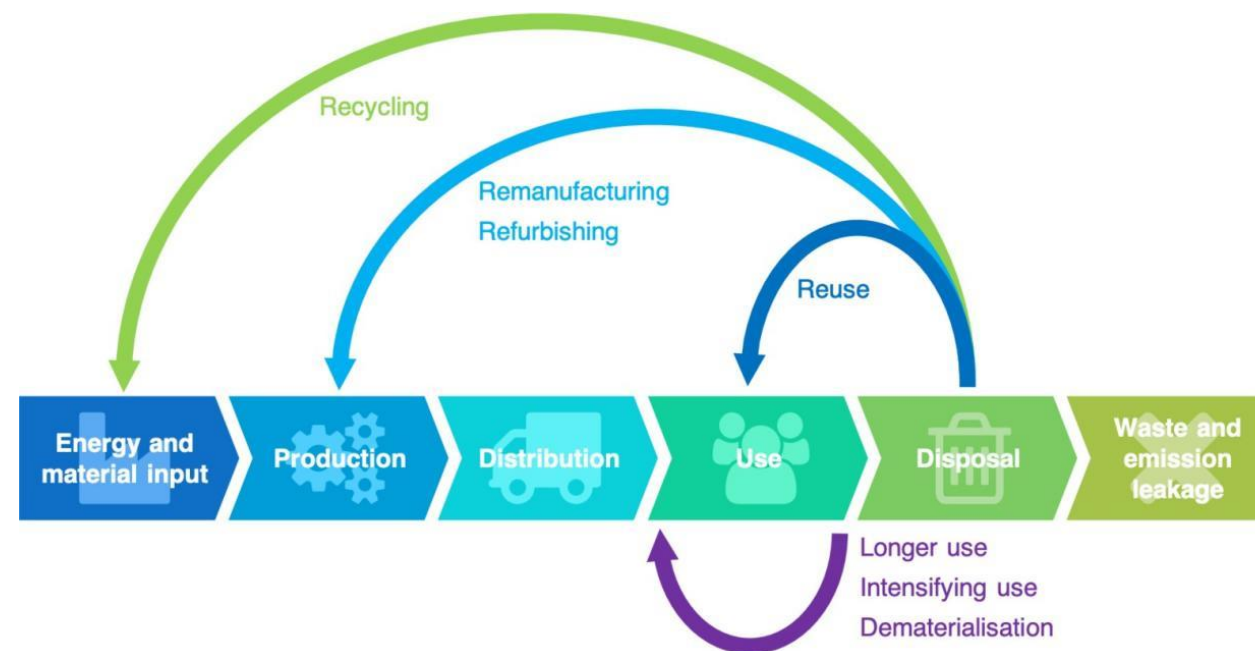 Recycling
Remanufacturing
Refurbishing
Reuse
Energy and
material input
Production
Distribution
Use
Disposal
Waste and
emission
leakage
Longer use
Intensifying use
Dematerialisation